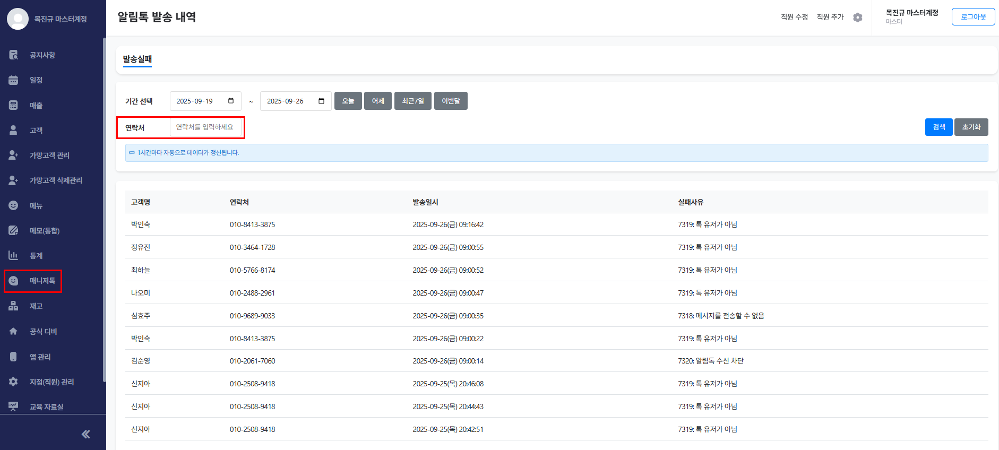 목진규 마스터계정
공지사항
일정
매출
고객
가망고객 관리
가망고객 삭제관리
메뉴
메모(통합)
통계
매니저톡
재고
공식 디비
앱 관리
지점(직원) 관리
교육 자료실
알림톡 발송 내역
직원 수정 직원 추가
목진규 마스터계정
마스터
로그아웃
발송실패
기간 선택 2025-09-19 ~ 2025-09-26 오늘 어제 최근7일 이번달
연락처 연락처를 입력하세요 검색 초기화
1시간마다 자동으로 데이터가 갱신됩니다.
고객명 연락처 발송일시 실패사유
박인숙 010-8413-3875 2025-09-26(금) 09:16:42 7319: 톡 유저가 아님
정유진 010-3464-1728 2025-09-26(금) 09:00:55 7319: 톡 유저가 아님
최하늘 010-5766-8174 2025-09-26(금) 09:00:52 7319: 톡 유저가 아님
나오미 010-2488-2961 2025-09-26(금) 09:00:47 7319: 톡 유저가 아님
심효주 010-9689-9033 2025-09-26(금) 09:00:35 7318: 메시지를 전송할 수 없음
박인숙 010-8413-3875 2025-09-26(금) 09:00:22 7319: 톡 유저가 아님
김순영 010-2061-7060 2025-09-26(금) 09:00:14 7320: 알림톡 수신 차단
신지아 010-2508-9418 2025-09-25(목) 20:46:08 7319: 톡 유저가 아님
신지아 010-2508-9418 2025-09-25(목) 20:44:43 7319: 톡 유저가 아님
신지아 010-2508-9418 2025-09-25(목) 20:42:51 7319: 톡 유저가 아님